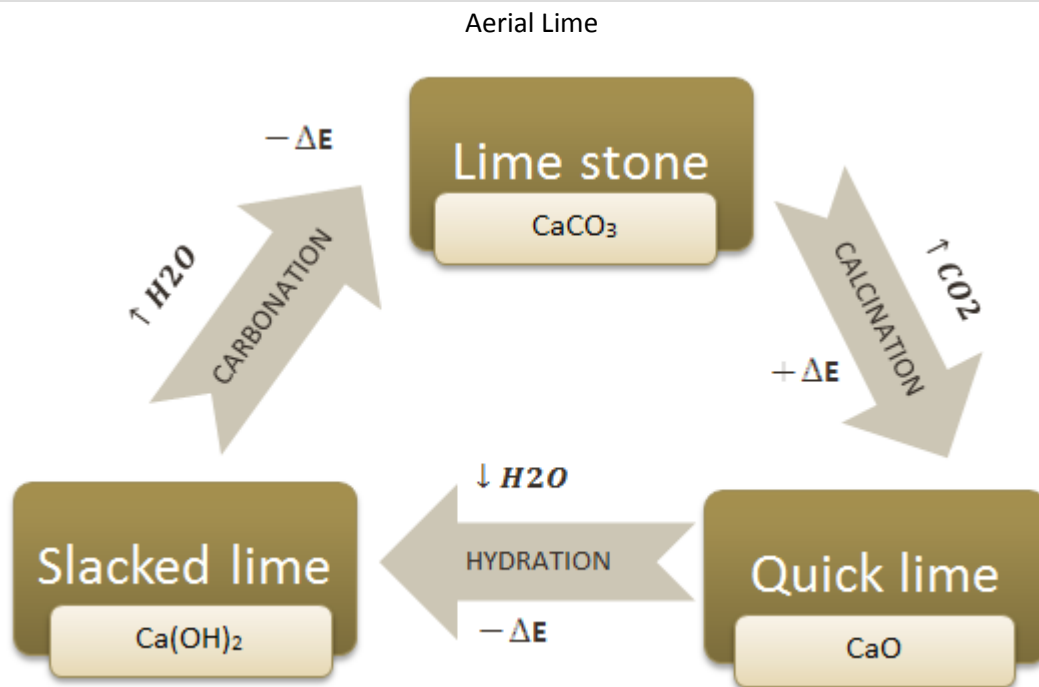 Aerial Lime
− ΔE
Lime stone
CaCO₃
↑ H2O
CARBONATION
CALCINATION
↑ CO2
+ ΔE
↓ H2O
HYDRATION
− ΔE
Slacked lime
Ca(OH)₂
Quick lime
CaO